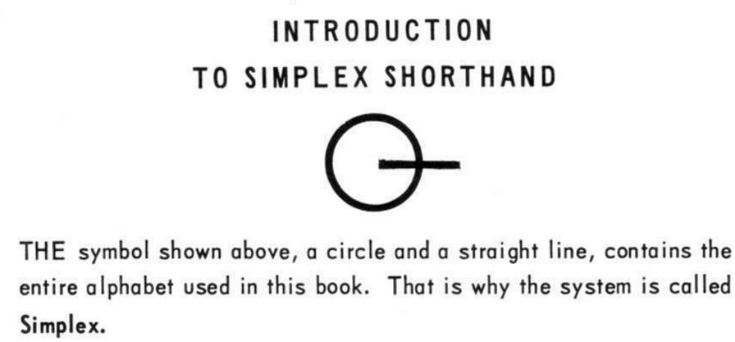 INTRODUCTION
TO SIMPLEX SHORTHAND
THE symbol shown above, a circle and a straight line, contains the
entire alphabet used in this book. That is why the system is called
Simplex.